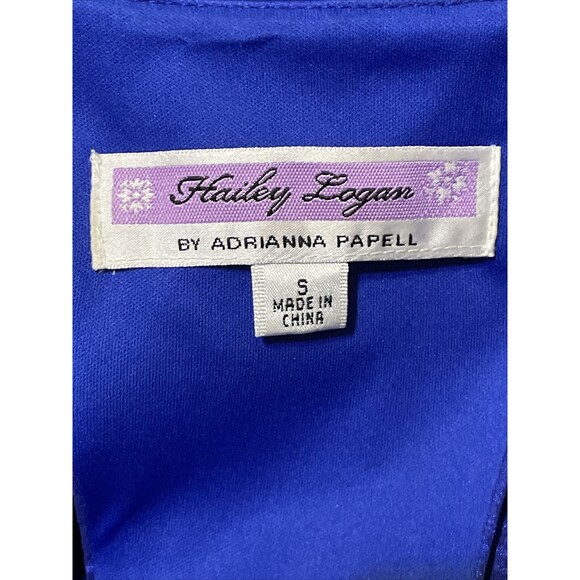 Hailey Logan
BY ADRIANNA PAPELL
S
MADE IN
CHINA